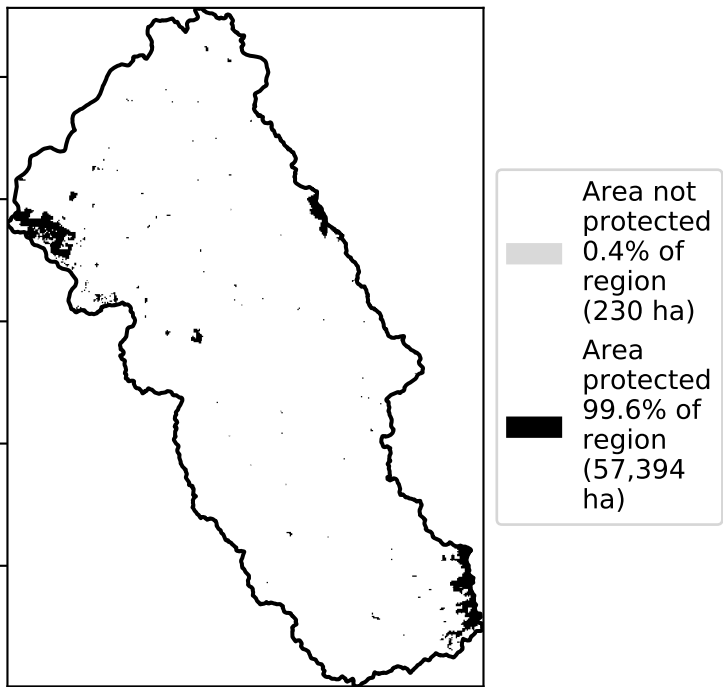 Area not
protected
0.4% of
region
(230 ha)
Area
protected
99.6% of
region
(57,394
ha)